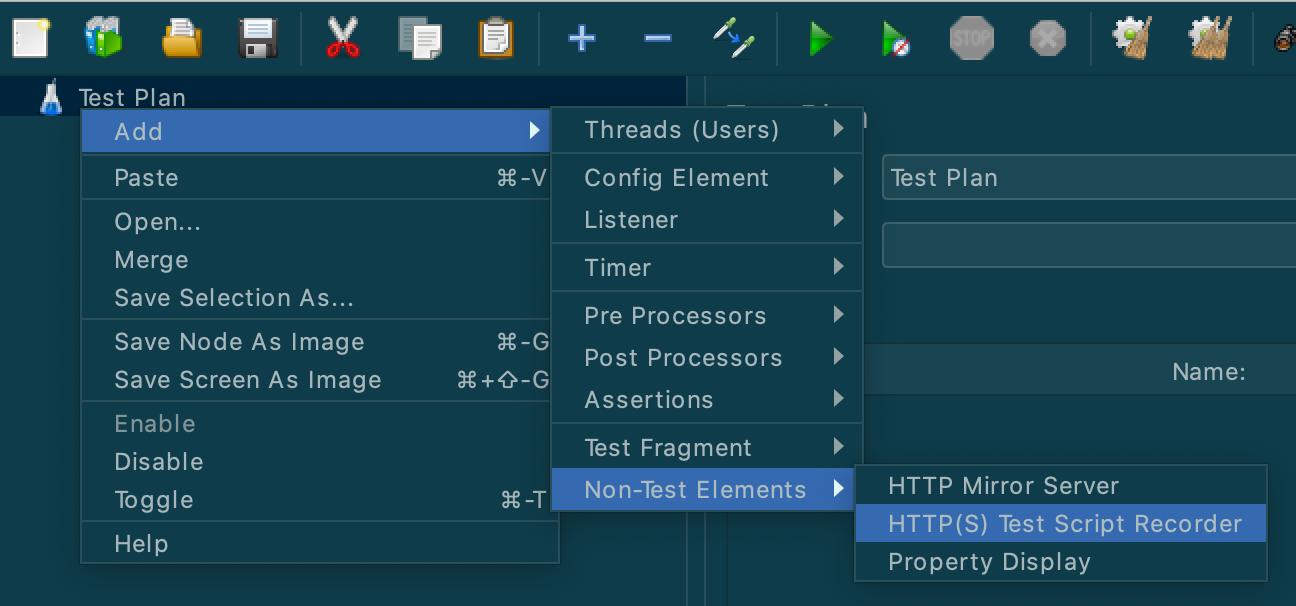 STOP
Test Plan
Add
Paste ⌘-V
Open...
Merge
Save Selection As...
Save Node As Image ⌘-G
Save Screen As Image ⌘+⇧-G
Enable
Disable
Toggle ⌘-T
Help
Threads (Users)
Config Element
Listener
Timer
Pre Processors
Post Processors
Assertions
Test Fragment
Non-Test Elements
HTTP Mirror Server
HTTP(S) Test Script Recorder
Property Display
Test Plan
Name: